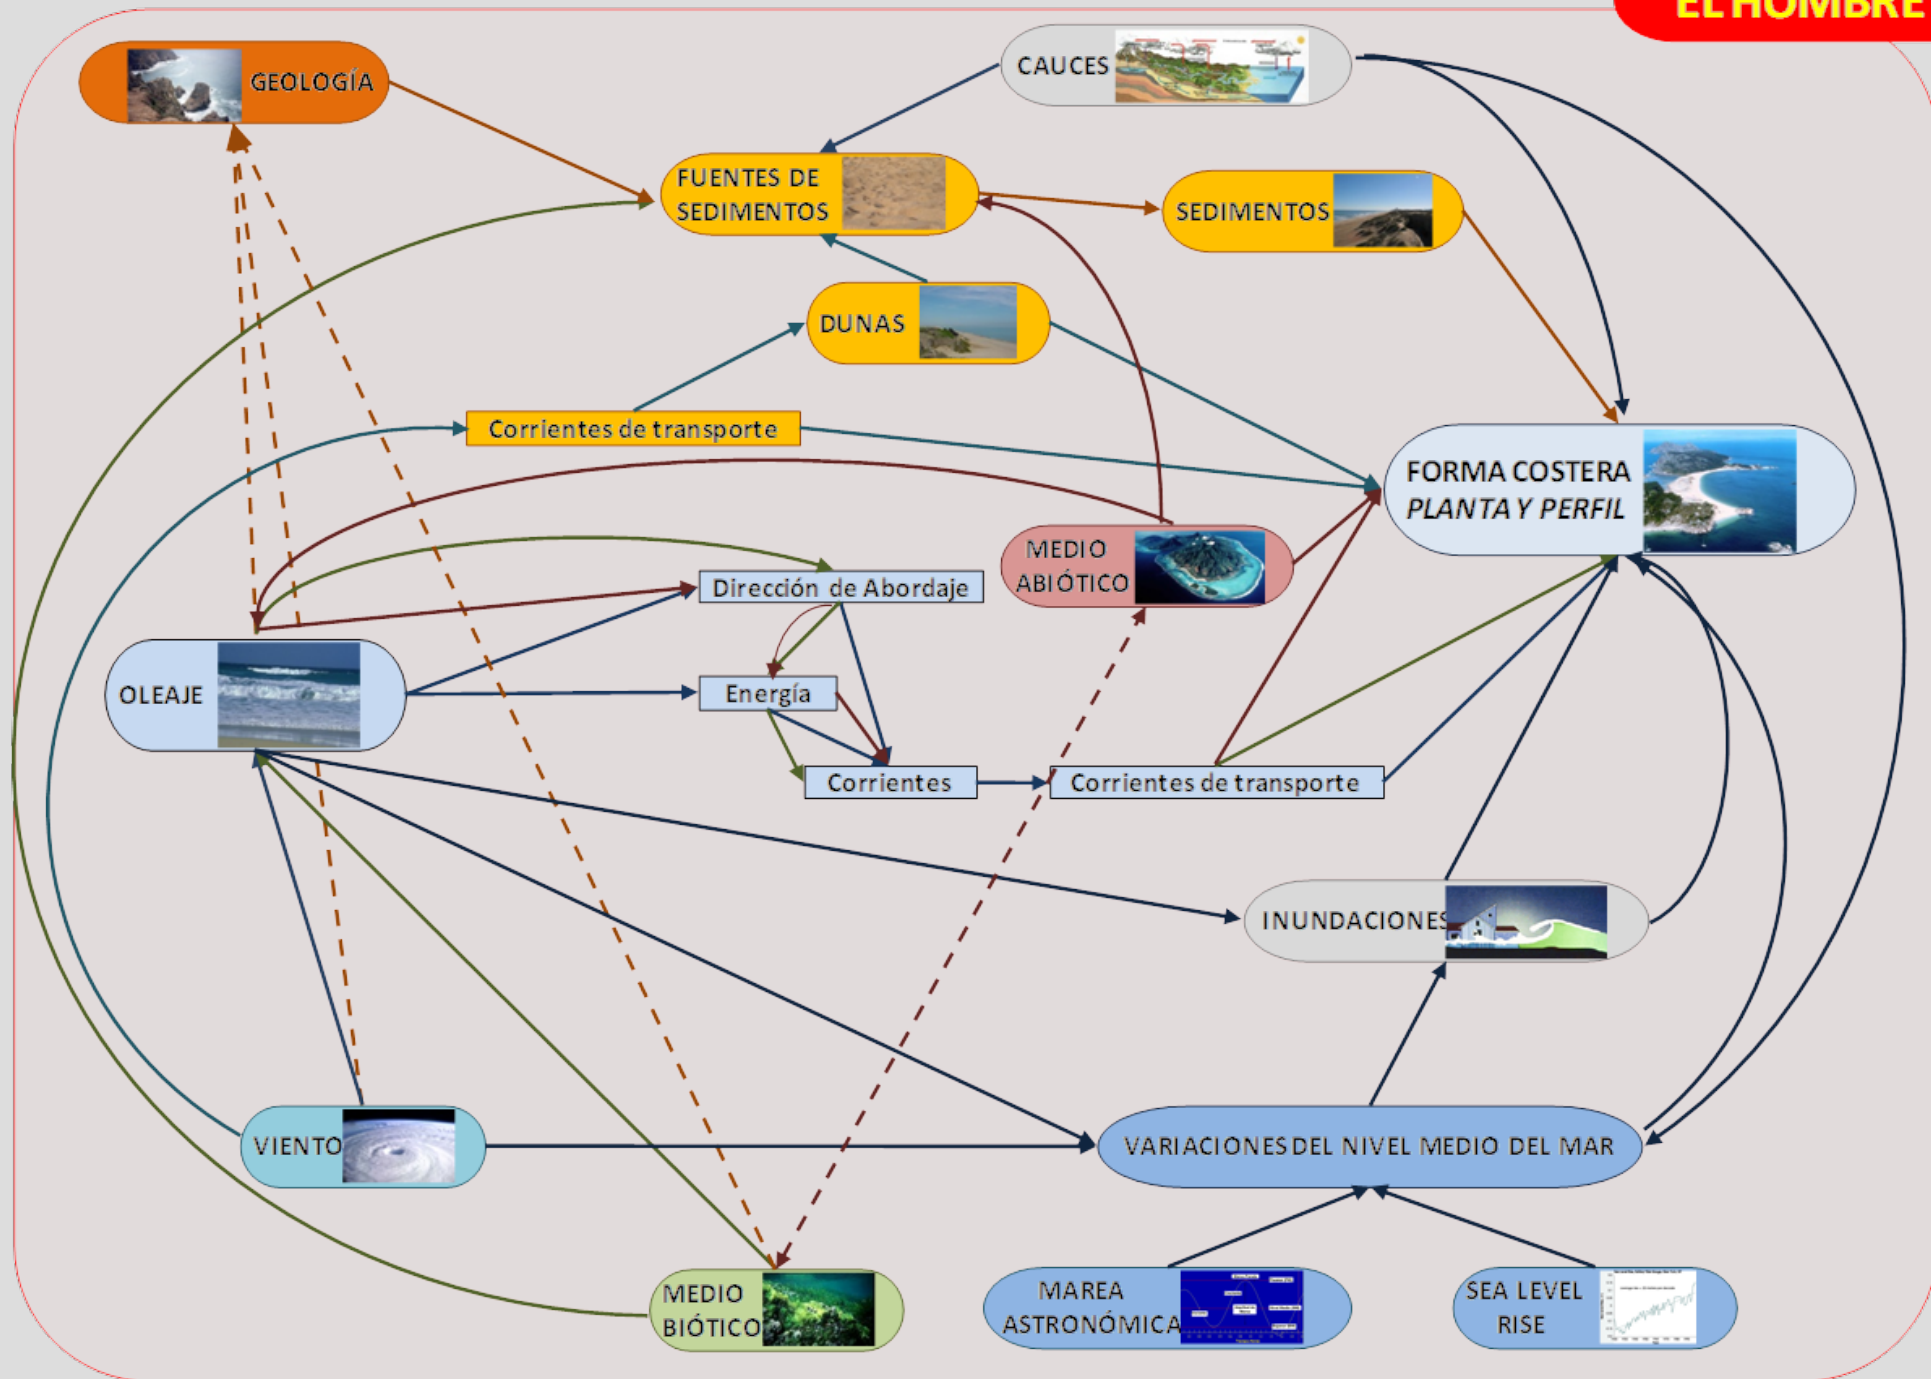 EL HOMBRE
GEOLOGÍA
CAUCES
FUENTES DE
SEDIMENTOS
SEDIMENTOS
DUNAS
Corrientes de transporte
FORMA COSTERA
PLANTA Y PERFIL
MEDIO
ABIÓTICO
Dirección de Abordaje
OLEAJE
Energía
Corrientes
Corrientes de transporte
INUNDACIONES
VIENTO
VARIACIONES DEL NIVEL MEDIO DEL MAR
MEDIO
BIÓTICO
MAREA
ASTRONÓMICA
SEA LEVEL
RISE